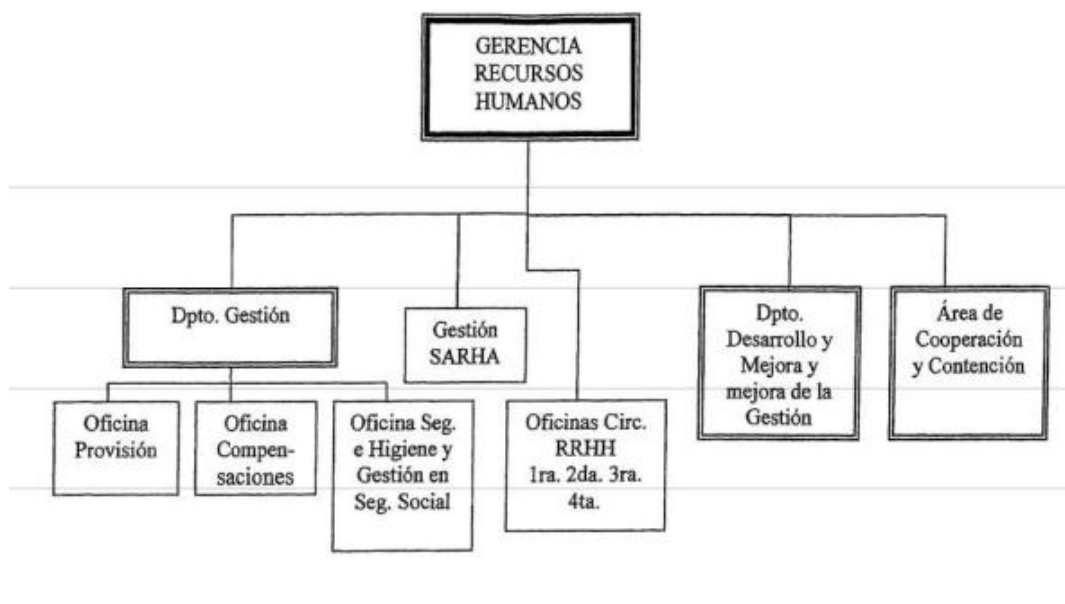 GERENCIA
RECURSOS
HUMANOS
Dpto. Gestión
Gestión
SARHA
Dpto.
Desarrollo y
Mejora y
mejora de la
Gestión
Área de
Cooperación
y Contención
Oficina
Provisión
Oficina
Compen-
saciones
Oficina Seg.
e Higiene y
Gestión en
Seg. Social
Oficinas Circ.
RRHH
1ra. 2da. 3ra.
4ta.